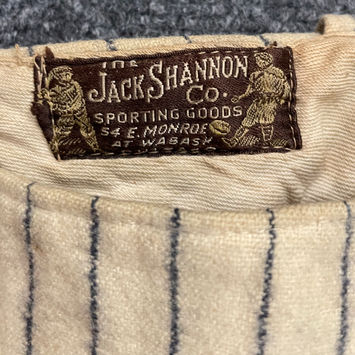 THE
JACK SHANNON
CO.
SPORTING GOODS
54 E. MONROE
AT WABASH